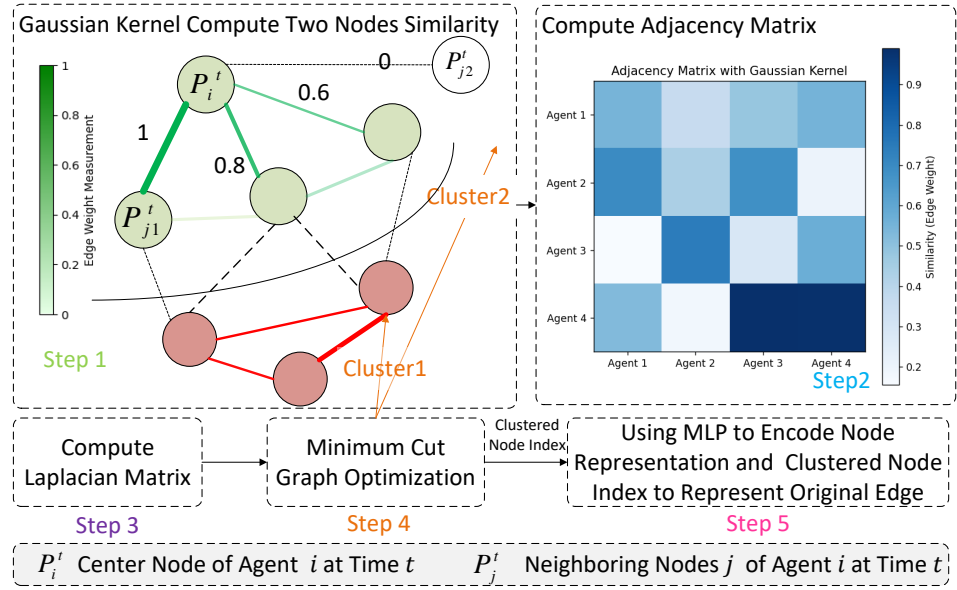 Gaussian Kernel Compute Two Nodes Similarity
1
0.8
0.6
0.4
0.2
0
Edge Weight Measurement
P_i^t
0
P_{j2}^t
0.6
1
0.8
P_{j1}^t
Cluster2
Step 1
Cluster1
Compute Adjacency Matrix
Adjacency Matrix with Gaussian Kernel
Agent 1
Agent 2
Agent 3
Agent 4
Agent 1 Agent 2 Agent 3 Agent 4
0.9
0.8
0.7
0.6
0.5
0.4
0.3
0.2
Similarity (Edge Weight)
Step2
Compute
Laplacian Matrix
Step 3
Minimum Cut
Graph Optimization
Step 4
Clustered
Node Index
Using MLP to Encode Node
Representation and Clustered Node
Index to Represent Original Edge
Step 5
P_i^t Center Node of Agent i at Time t
P_j^t Neighboring Nodes j of Agent i at Time t